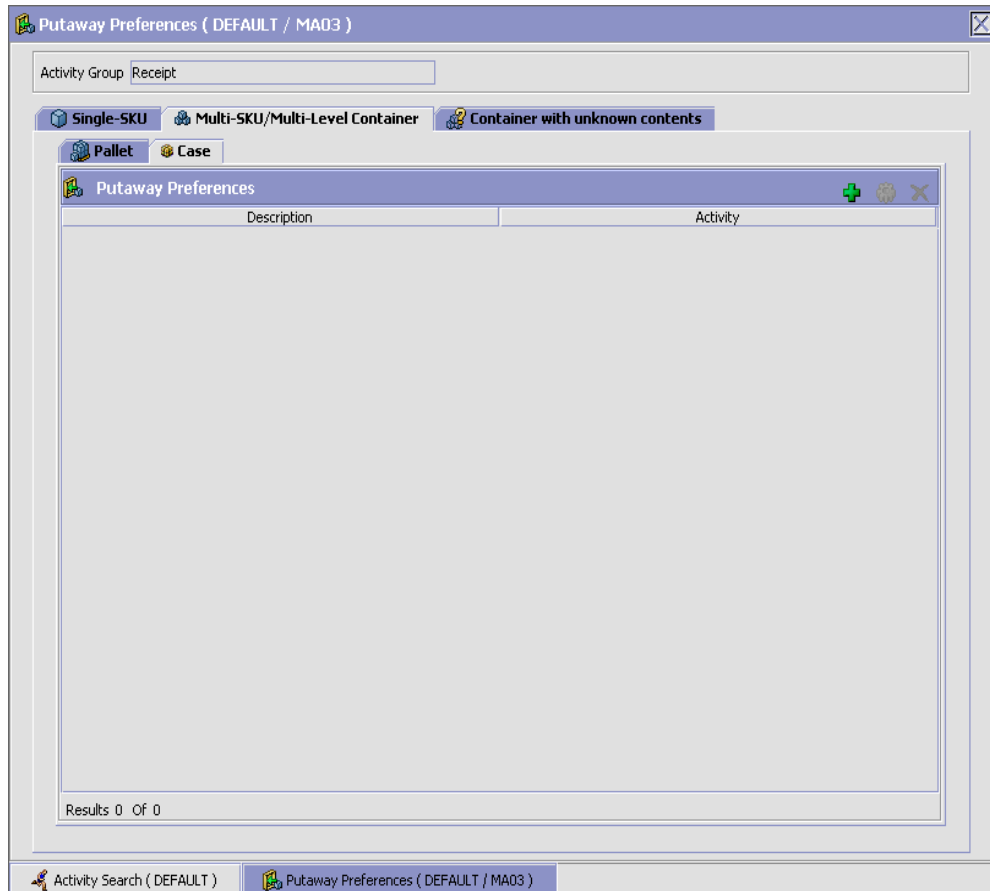 Putaway Preferences ( DEFAULT / MA03 )
Activity Group Receipt
Single-SKU Multi-SKU/Multi-Level Container Container with unknown contents
Pallet Case
Putaway Preferences
Description Activity
Results 0 Of 0
Activity Search ( DEFAULT ) Putaway Preferences ( DEFAULT / MA03 )